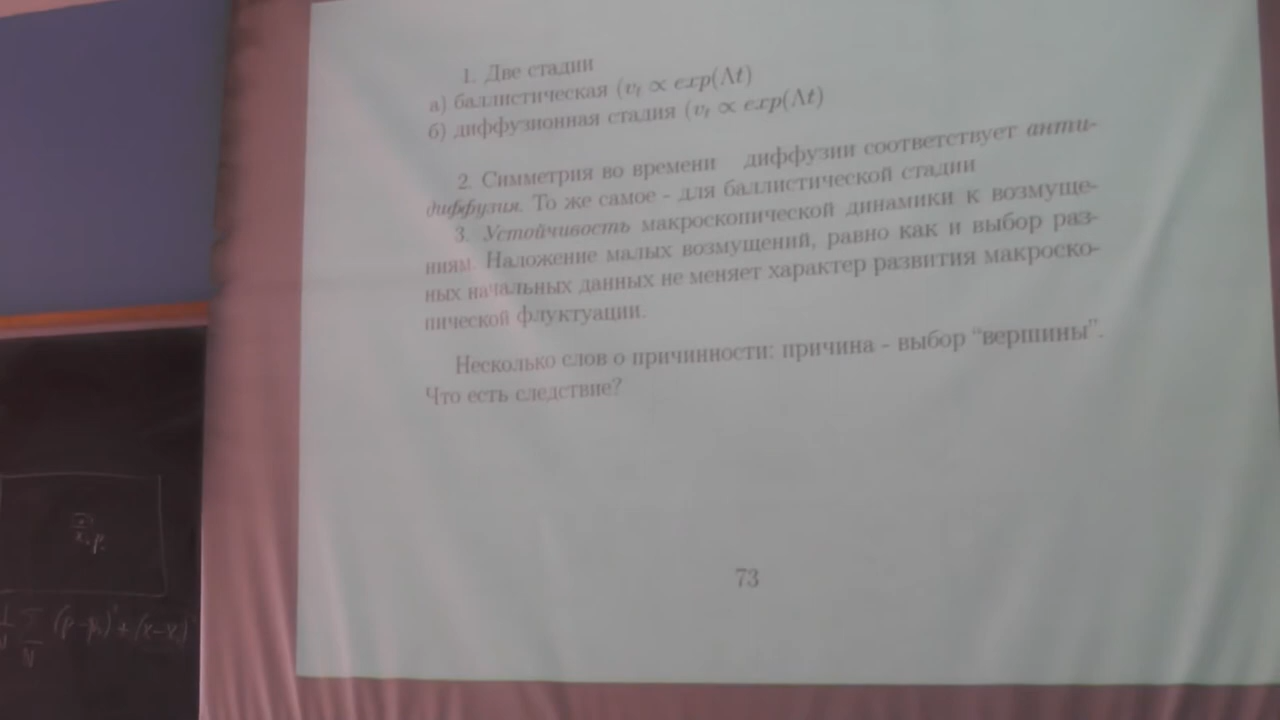 1. Две стадии
а) баллистическая (v_t ∝ exp(Λt)
б) диффузионная стадия (v_t ∝ exp(Λt)
2. Симметрия во времени диффузии соответствует анти-
диффузия. То же самое - для баллистической стадии
3. Устойчивость макроскопической динамики к возмуще-
ниям. Наложение малых возмущений, равно как и выбор раз-
ных начальных данных не меняет характер развития макроско-
пической флуктуации.
Несколько слов о причинности: причина - выбор “вершины”.
Что есть следствие?
73